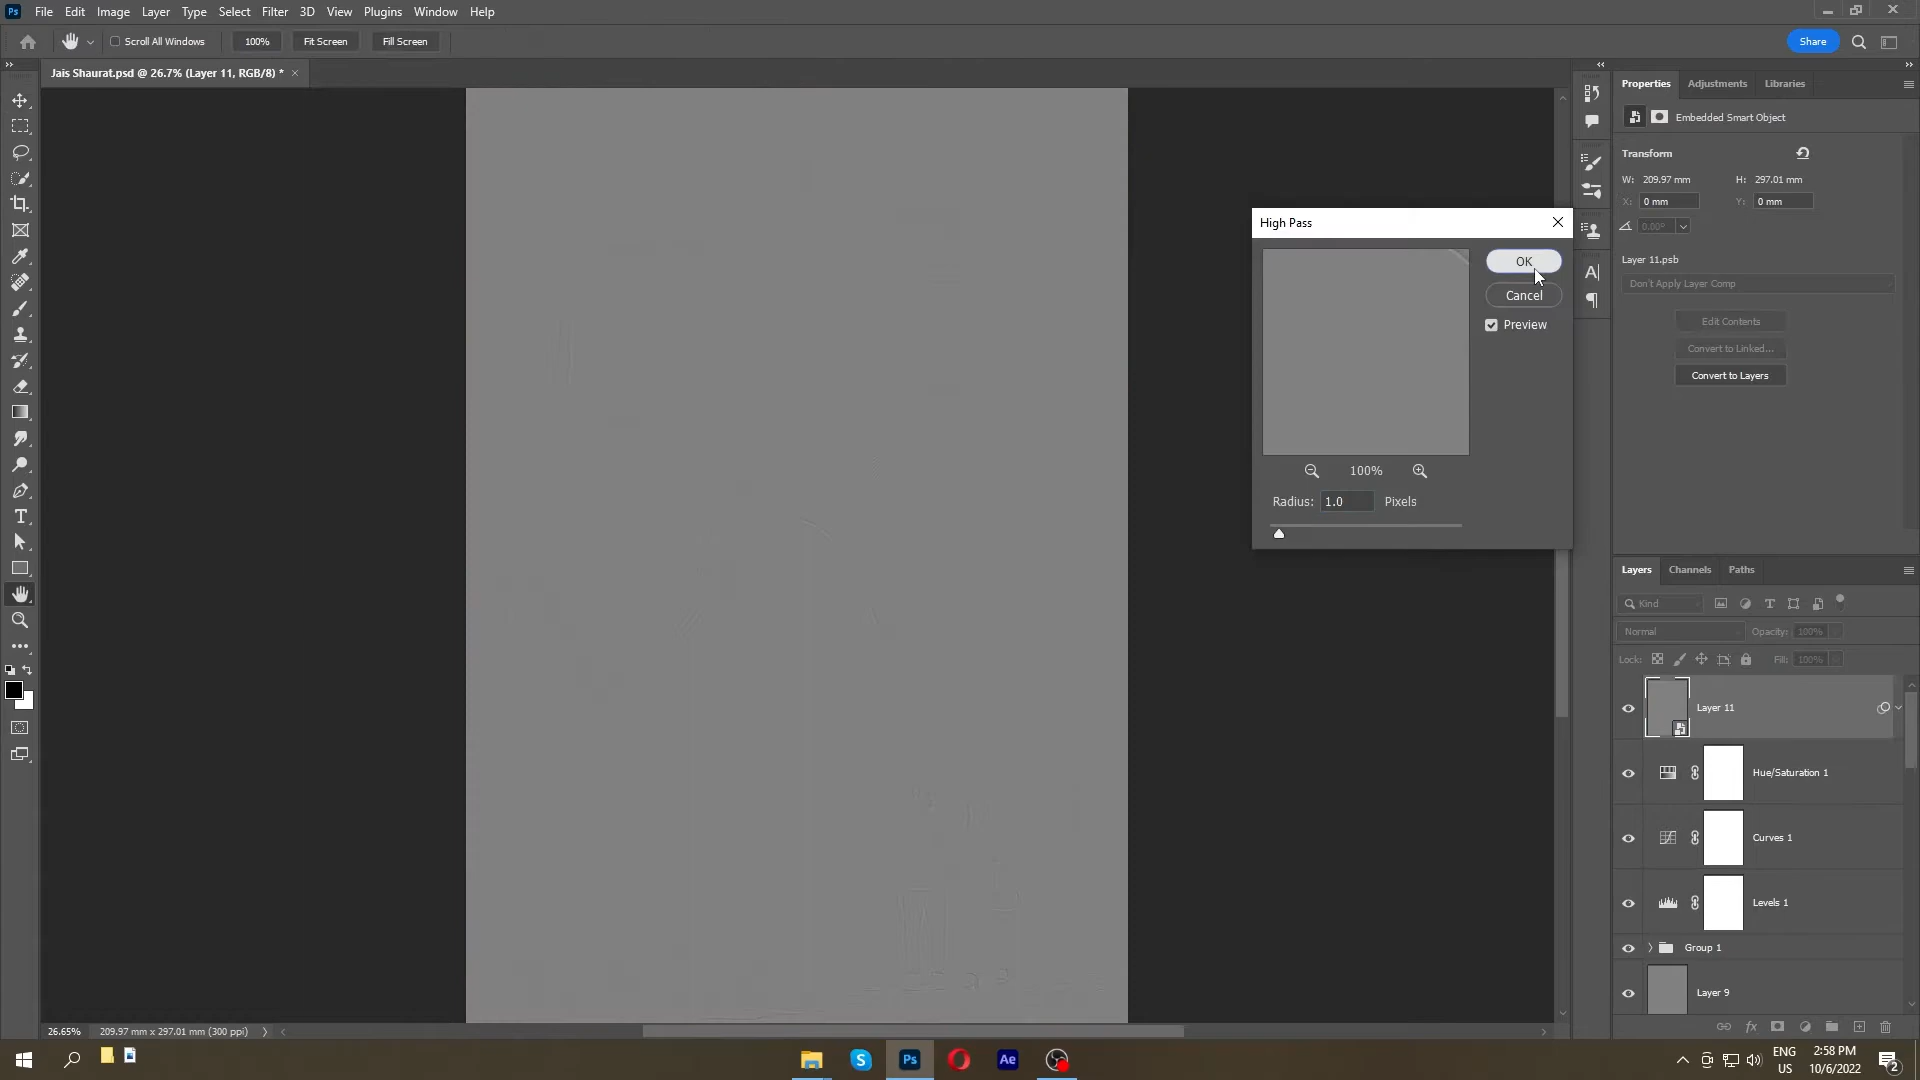 Ps File Edit Image Layer Type Select Filter 3D View Plugins Window Help
Scroll All Windows 100% Fit Screen Fill Screen Share
Jais Shaurat.psd @ 26.7% (Layer 11, RGB/8) * ×
Properties Adjustments Libraries
Embedded Smart Object
Transform
W: 209.97 mm H: 297.01 mm
X: 0 mm Y: 0 mm
0.00°
Layer 11.psb
Don't Apply Layer Comp
Edit Contents
Convert to Linked...
Convert to Layers
High Pass
OK
Cancel
Preview
100%
Radius: 1.0 Pixels
Layers Channels Paths
Kind
Normal Opacity: 100%
Lock: Fill: 100%
Layer 11
Hue/Saturation 1
Curves 1
Levels 1
Group 1
Layer 9
26.65% 209.97 mm x 297.01 mm (300 ppi)
S Ps Ae
ENG
US
2:58 PM
10/6/2022
2